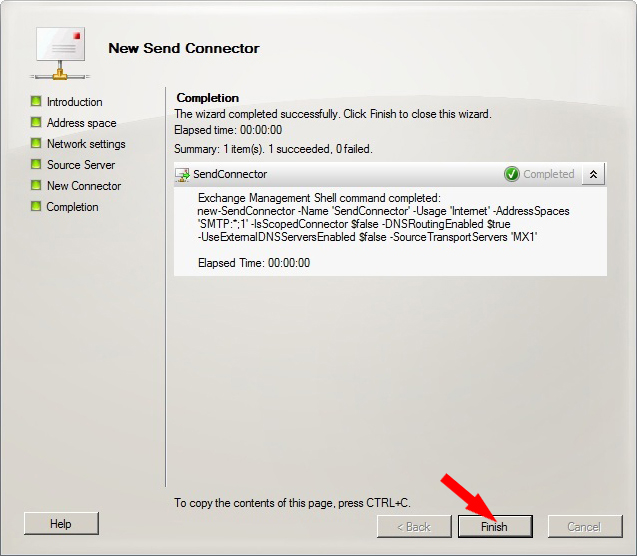 New Send Connector
Introduction
Address space
Network settings
Source Server
New Connector
Completion
Completion
The wizard completed successfully. Click Finish to close this wizard.
Elapsed time: 00:00:00
Summary: 1 item(s). 1 succeeded, 0 failed.
SendConnector
Completed
Exchange Management Shell command completed:
new-SendConnector -Name 'SendConnector' -Usage 'Internet' -AddressSpaces
'SMTP:*;1' -IsScopedConnector $false -DNSRoutingEnabled $true
-UseExternalDNSServersEnabled $false -SourceTransportServers 'MX1'
Elapsed Time: 00:00:00
To copy the contents of this page, press CTRL+C.
Help
< Back
Finish
Cancel